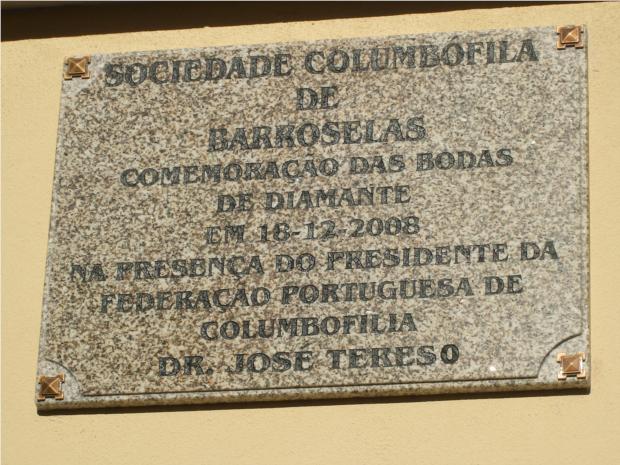 SOCIEDADE COLUMBÓFILA
DE
BARROSELAS
COMEMORAÇÃO DAS BODAS
DE DIAMANTE
EM 18-12-2008
NA PRESENÇA DO PRESIDENTE DA
FEDERAÇÃO PORTUGUESA DE
COLUMBOFILIA
DR. JOSÉ TERESO